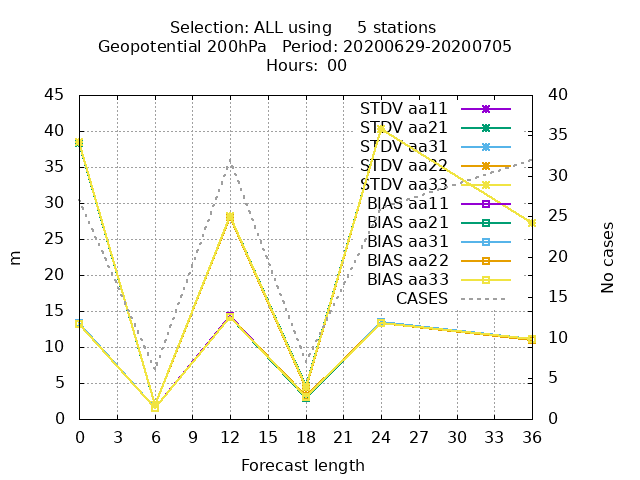 Selection: ALL using     5 stations
Geopotential 200hPa   Period: 20200629-20200705
Hours: 00
45
40
35
30
25
20
15
10
5
0
40
35
30
25
20
15
10
5
0
m
No cases
STDV aa11
STDV aa21
STDV aa31
STDV aa22
STDV aa33
BIAS aa11
BIAS aa21
BIAS aa31
BIAS aa22
BIAS aa33
CASES
0 3 6 9 12 15 18 21 24 27 30 33 36
Forecast length